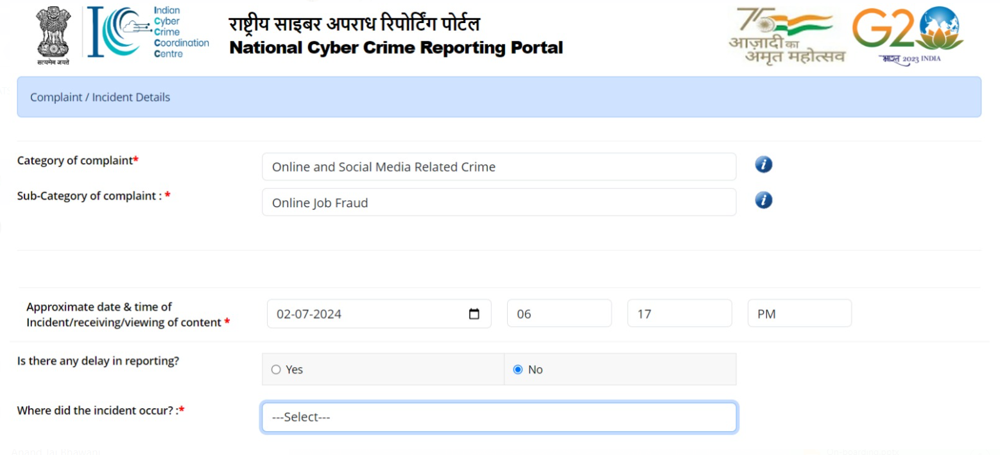 सत्यमेव जयते
Indian
Cyber
Crime
Coordination
Centre
राष्ट्रीय साइबर अपराध रिपोर्टिंग पोर्टल
National Cyber Crime Reporting Portal
75
आज़ादी का
अमृत महोत्सव
G20
भारत 2023 INDIA
Complaint / Incident Details
Category of complaint*
Online and Social Media Related Crime
Sub-Category of complaint : *
Online Job Fraud
Approximate date & time of
Incident/receiving/viewing of content *
02-07-2024 06 17 PM
Is there any delay in reporting?
Yes No
Where did the incident occur? :*
---Select---